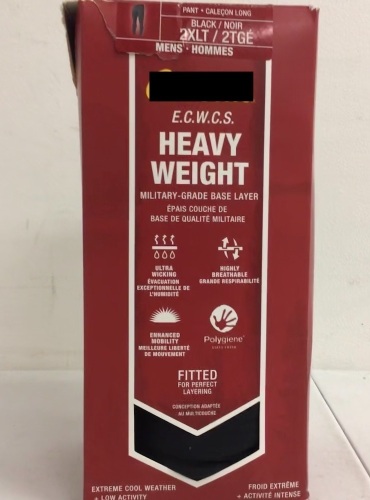 PANT • CALEÇON LONG
BLACK / NOIR
2XLT / 2TGÉ
MENS • HOMMES
E.C.W.C.S.
HEAVY
WEIGHT
MILITARY-GRADE BASE LAYER
ÉPAIS COUCHE DE
BASE DE QUALITÉ MILITAIRE
ULTRA
WICKING
ÉVACUATION
EXCEPTIONNELLE DE
L'HUMIDITÉ
HIGHLY
BREATHABLE
GRANDE RESPIRABILITÉ
ENHANCED
MOBILITY
MEILLEURE LIBERTÉ
DE MOUVEMENT
Polygiene
FITTED
FOR PERFECT
LAYERING
CONCEPTION ADAPTÉE
AU MULTICOUCHE
EXTREME COOL WEATHER
+ LOW ACTIVITY
FROID EXTRÊME
+ ACTIVITÉ INTENSE